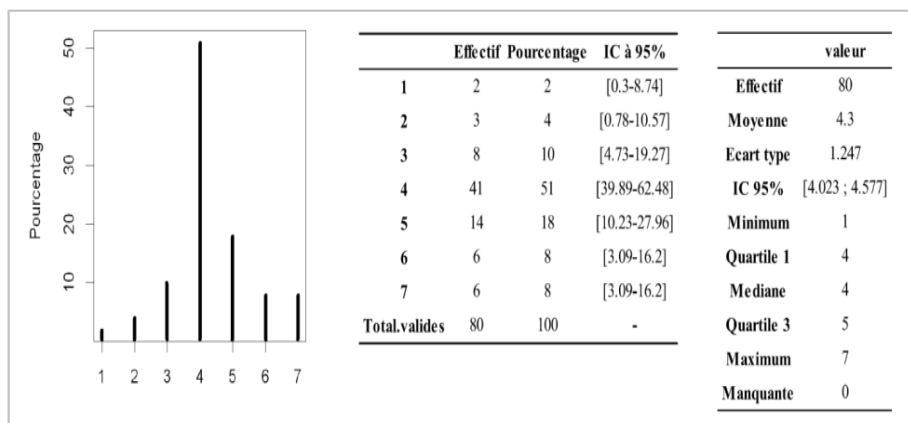 Pourcentage
50
40
30
20
10
1 2 3 4 5 6 7
Effectif Pourcentage IC à 95%
1 2 2 [0.3-8.74]
2 3 4 [0.78-10.57]
3 8 10 [4.73-19.27]
4 41 51 [39.89-62.48]
5 14 18 [10.23-27.96]
6 6 8 [3.09-16.2]
7 6 8 [3.09-16.2]
Total.valides 80 100 -
valeur
Effectif 80
Moyenne 4.3
Ecart type 1.247
IC 95% [4.023 ; 4.577]
Minimum 1
Quartile 1 4
Mediane 4
Quartile 3 5
Maximum 7
Manquante 0